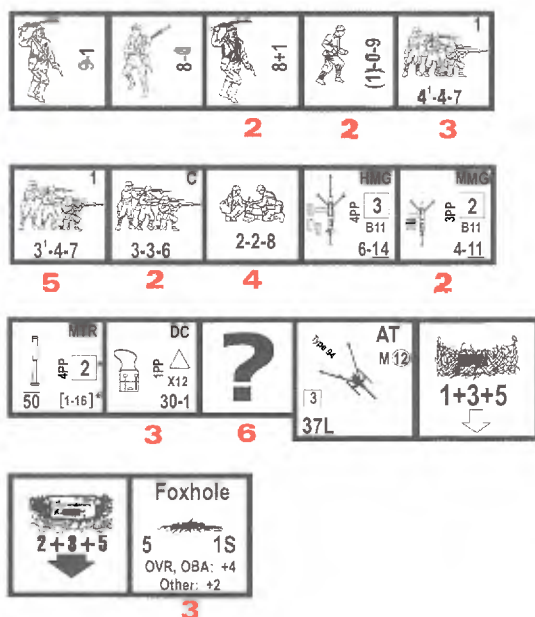 9-1
8-0
8+1
(1)-0-9
1
4¹-4-7
2
2
3
1
3¹-4-7
C
3-3-6
2-2-8
HMG
4PP
3
B11
6-14
MMG
3PP
2
B11
4-11
5
2
4
2
MTR
4PP
2*
50
[1-16]*
DC
1PP
X12
30-1
?
Type 94
AT
M 12
3
37L
1+3+5
3
6
2+3+5
Foxhole
5
1S
OVR, OBA: +4
Other: +2
3